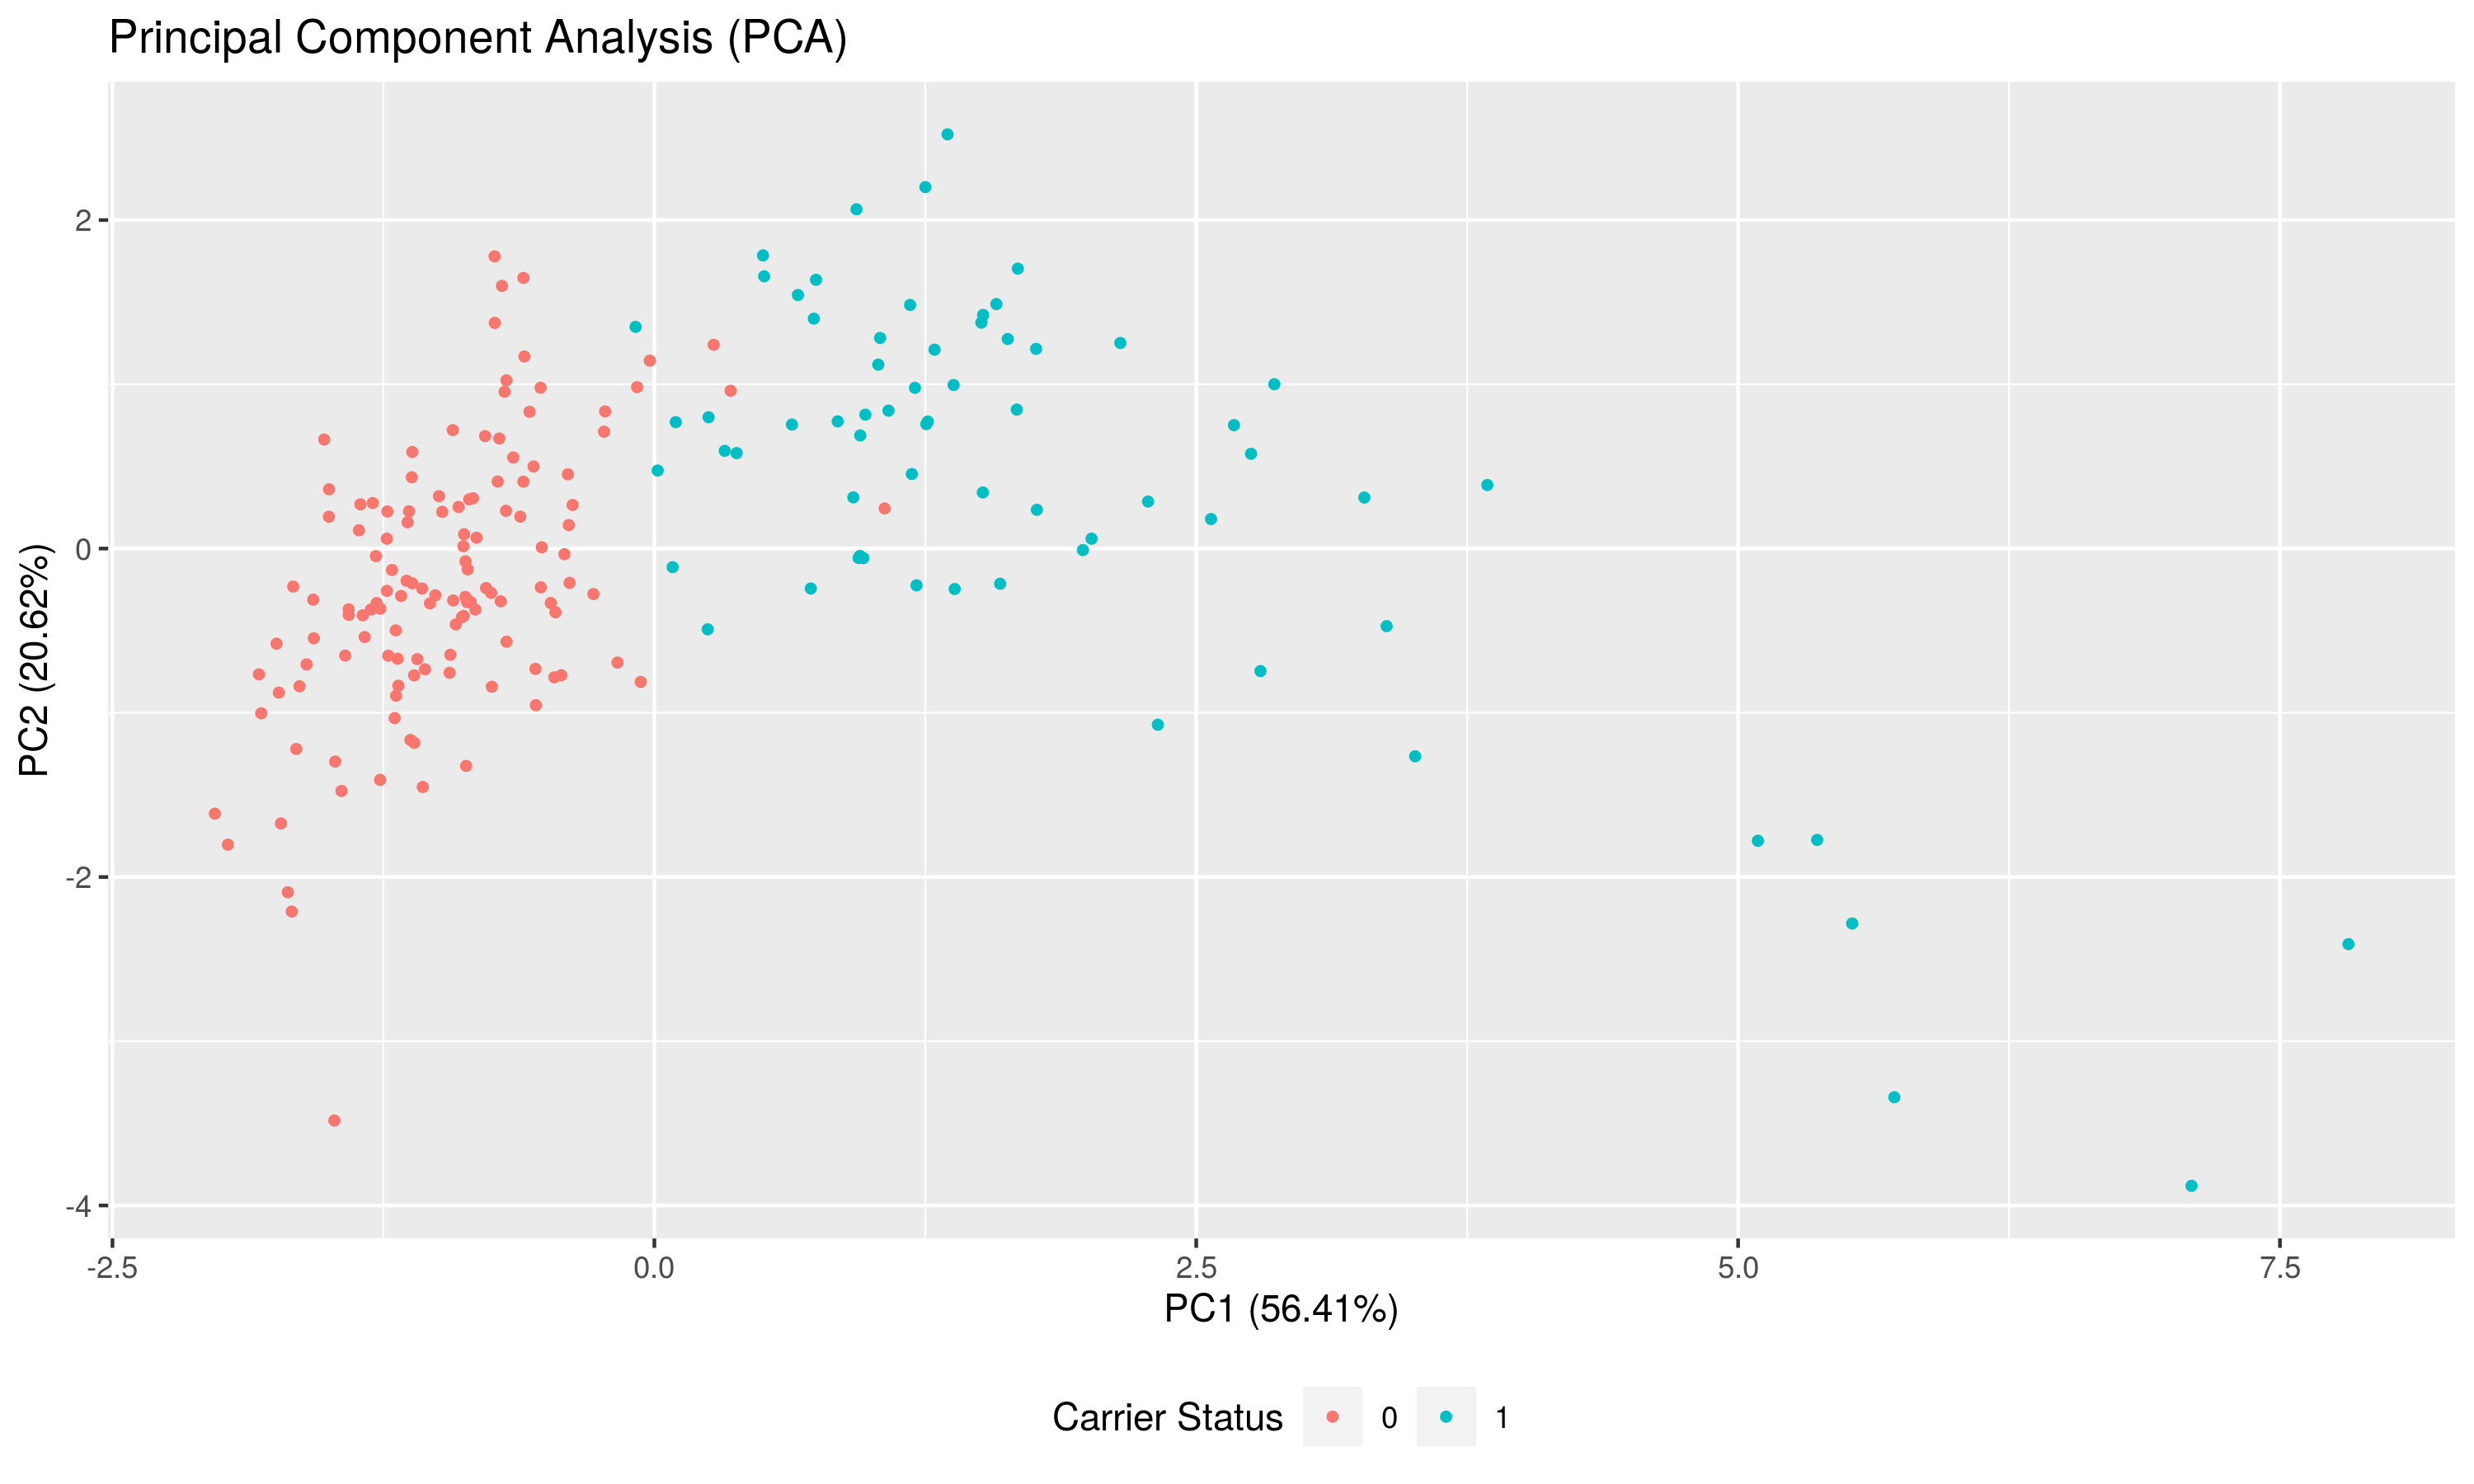 Principal Component Analysis (PCA)
PC2 (20.62%)
2
0
-2
-4
-2.5 0.0 2.5 5.0 7.5
PC1 (56.41%)
Carrier Status 0 1